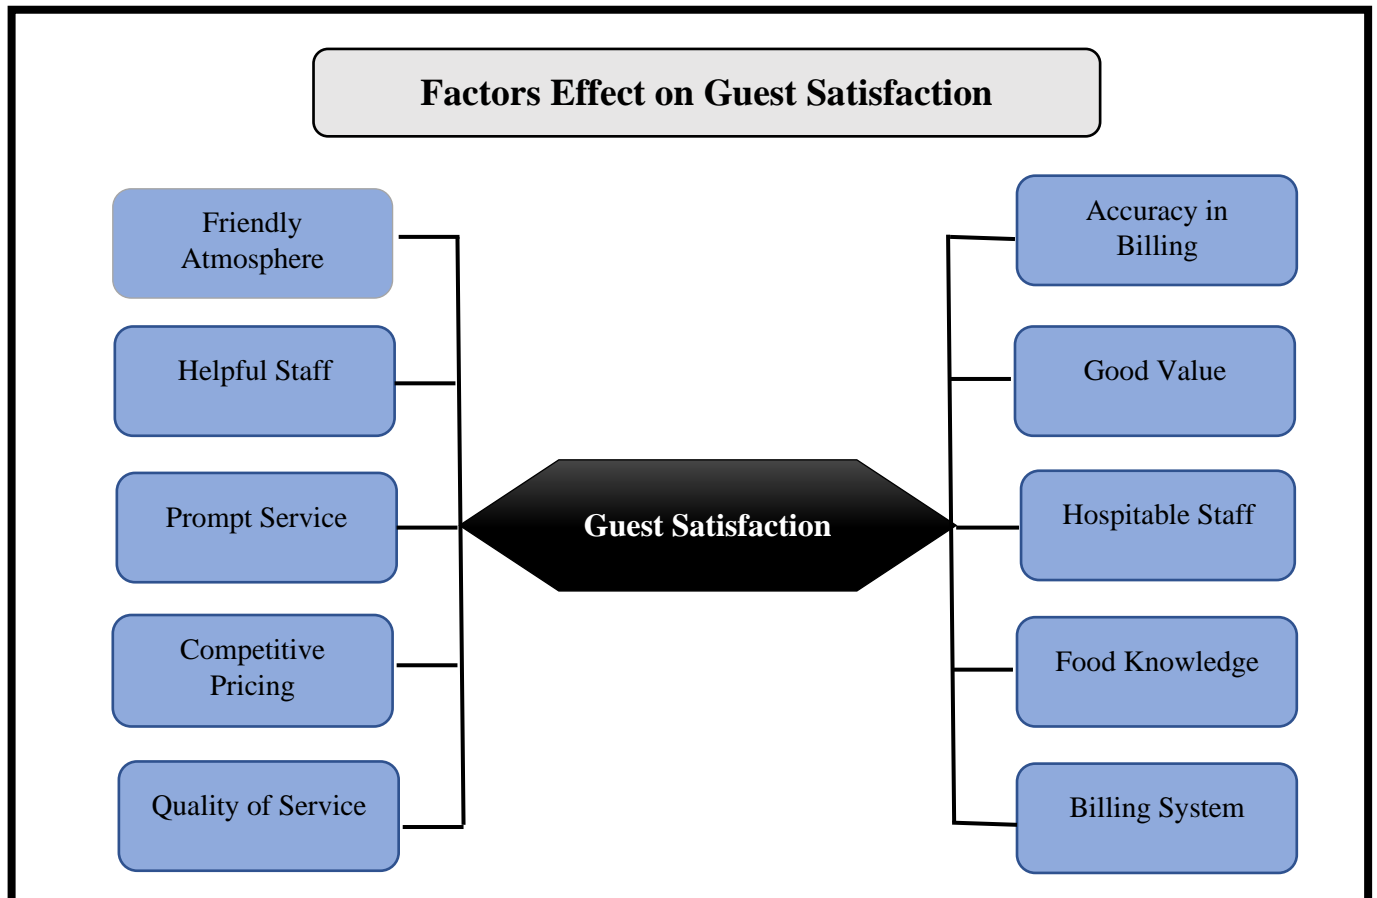 Factors Effect on Guest Satisfaction
Friendly
Atmosphere
Helpful Staff
Prompt Service
Competitive
Pricing
Quality of Service
Guest Satisfaction
Accuracy in
Billing
Good Value
Hospitable Staff
Food Knowledge
Billing System